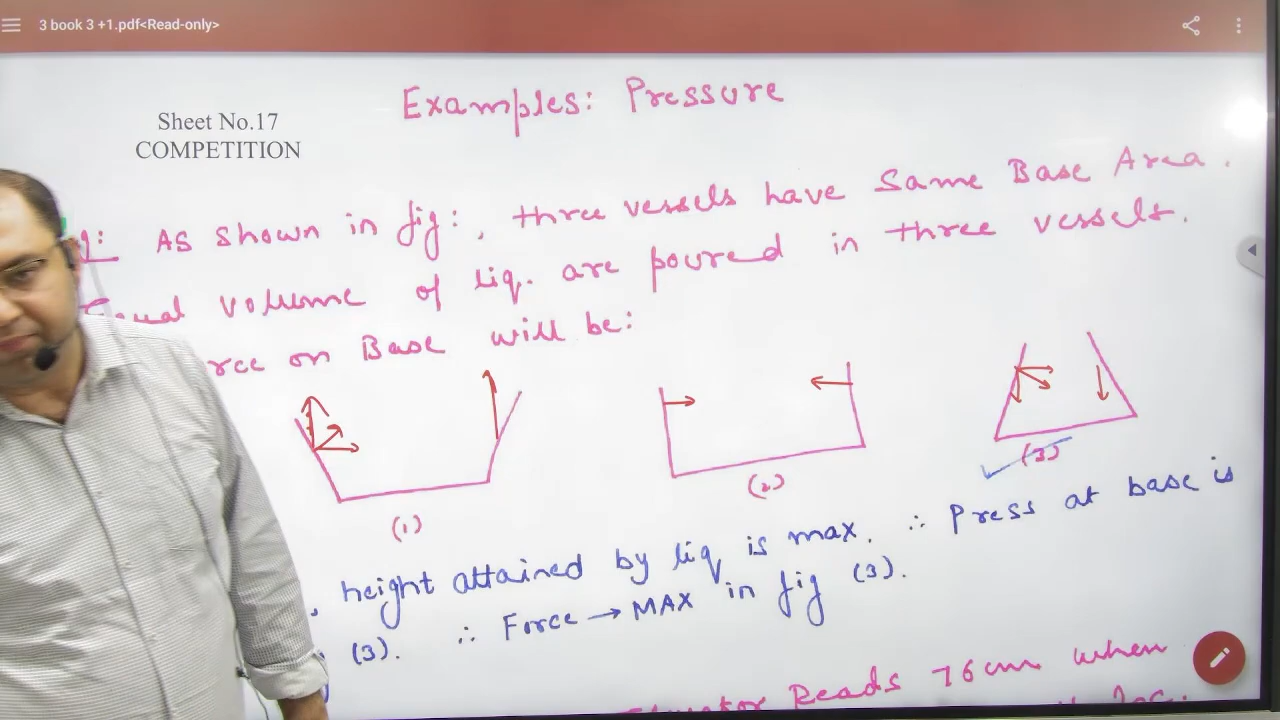 3 book 3 +1.pdf<Read-only>
Examples: Pressure
Sheet No.17
COMPETITION
As shown in fig:, three vessels have Same Base Area.
volume of liq. are poured in three vessels.
on Base will be:
(1)
(2)
(3)
height attained by liq is max. ∴ Press at base is
(3). ∴ Force → MAX in fig (3).
Reads 76cm when